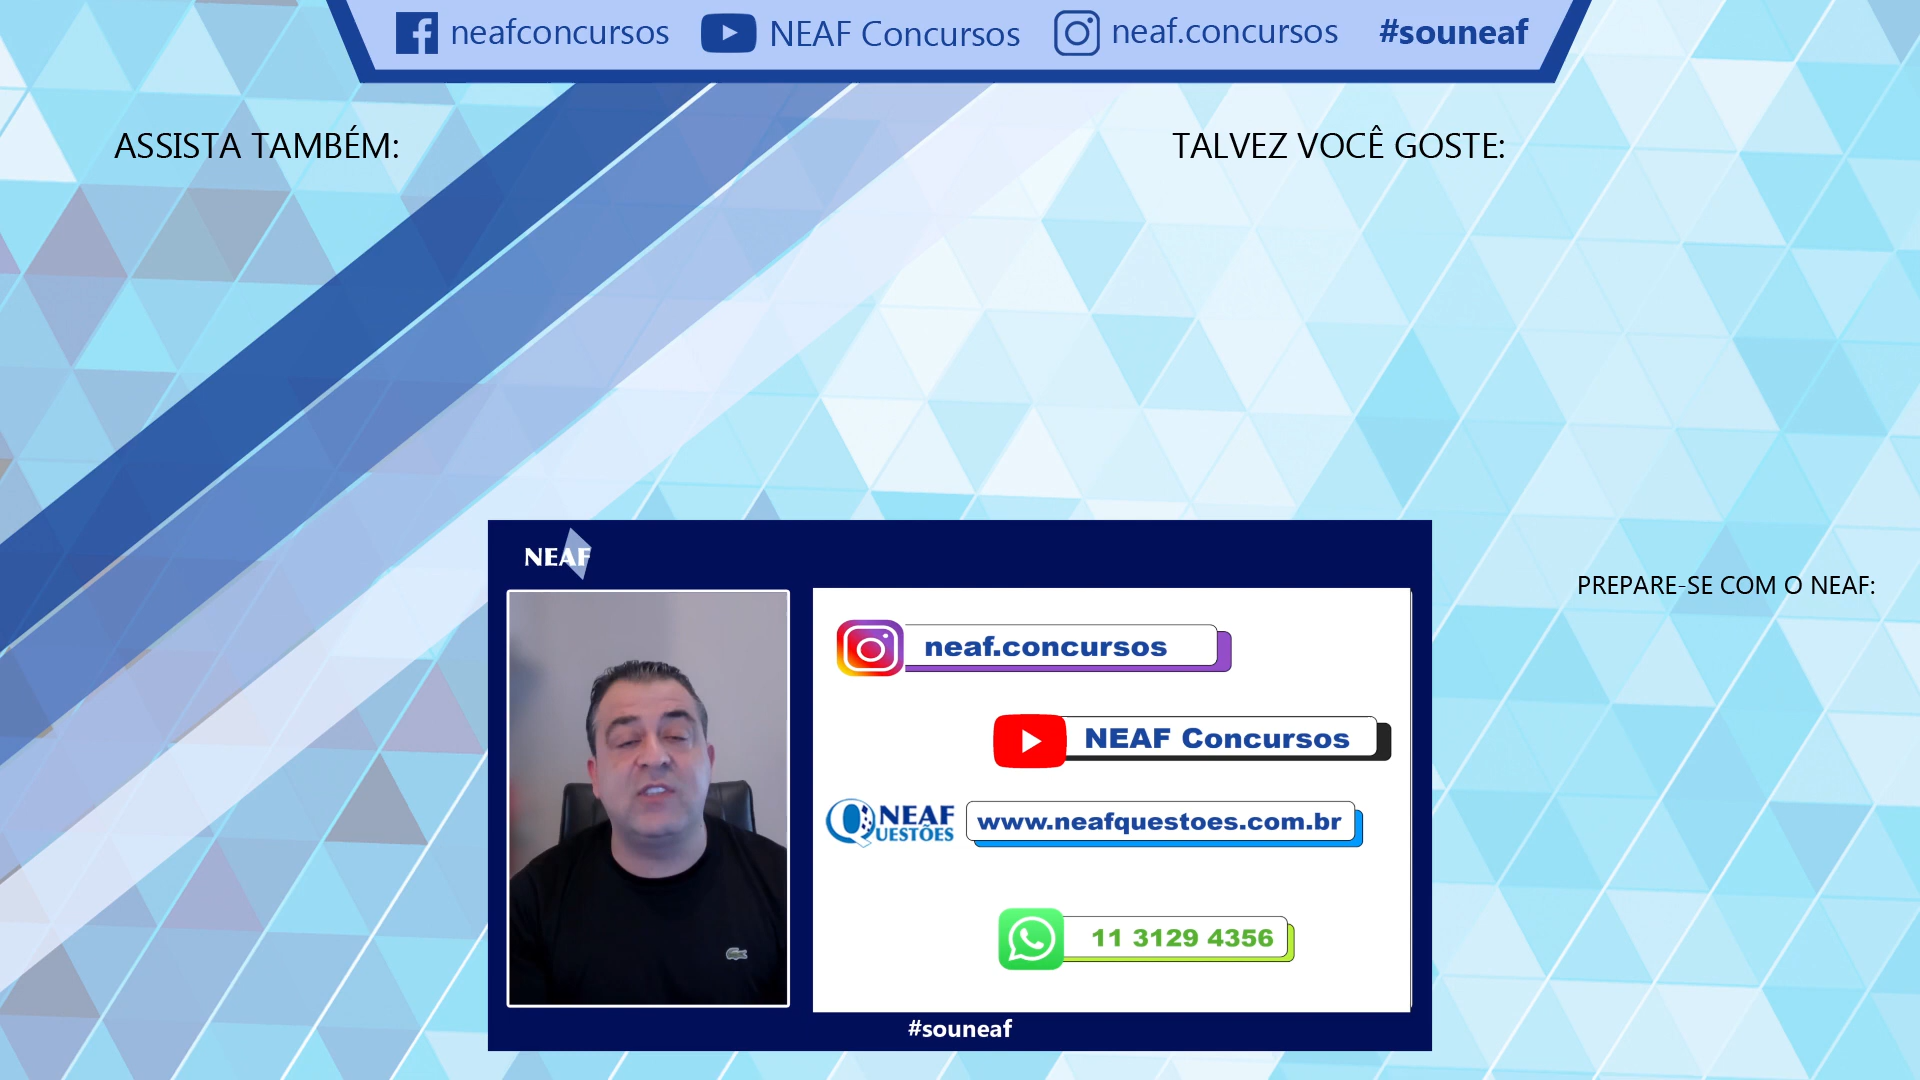 neafconcursos NEAF Concursos neaf.concursos #souneaf
ASSISTA TAMBÉM:
TALVEZ VOCÊ GOSTE:
NEAF
PREPARE-SE COM O NEAF:
neaf.concursos
NEAF Concursos
NEAF
QUESTÕES
www.neafquestoes.com.br
11 3129 4356
#souneaf